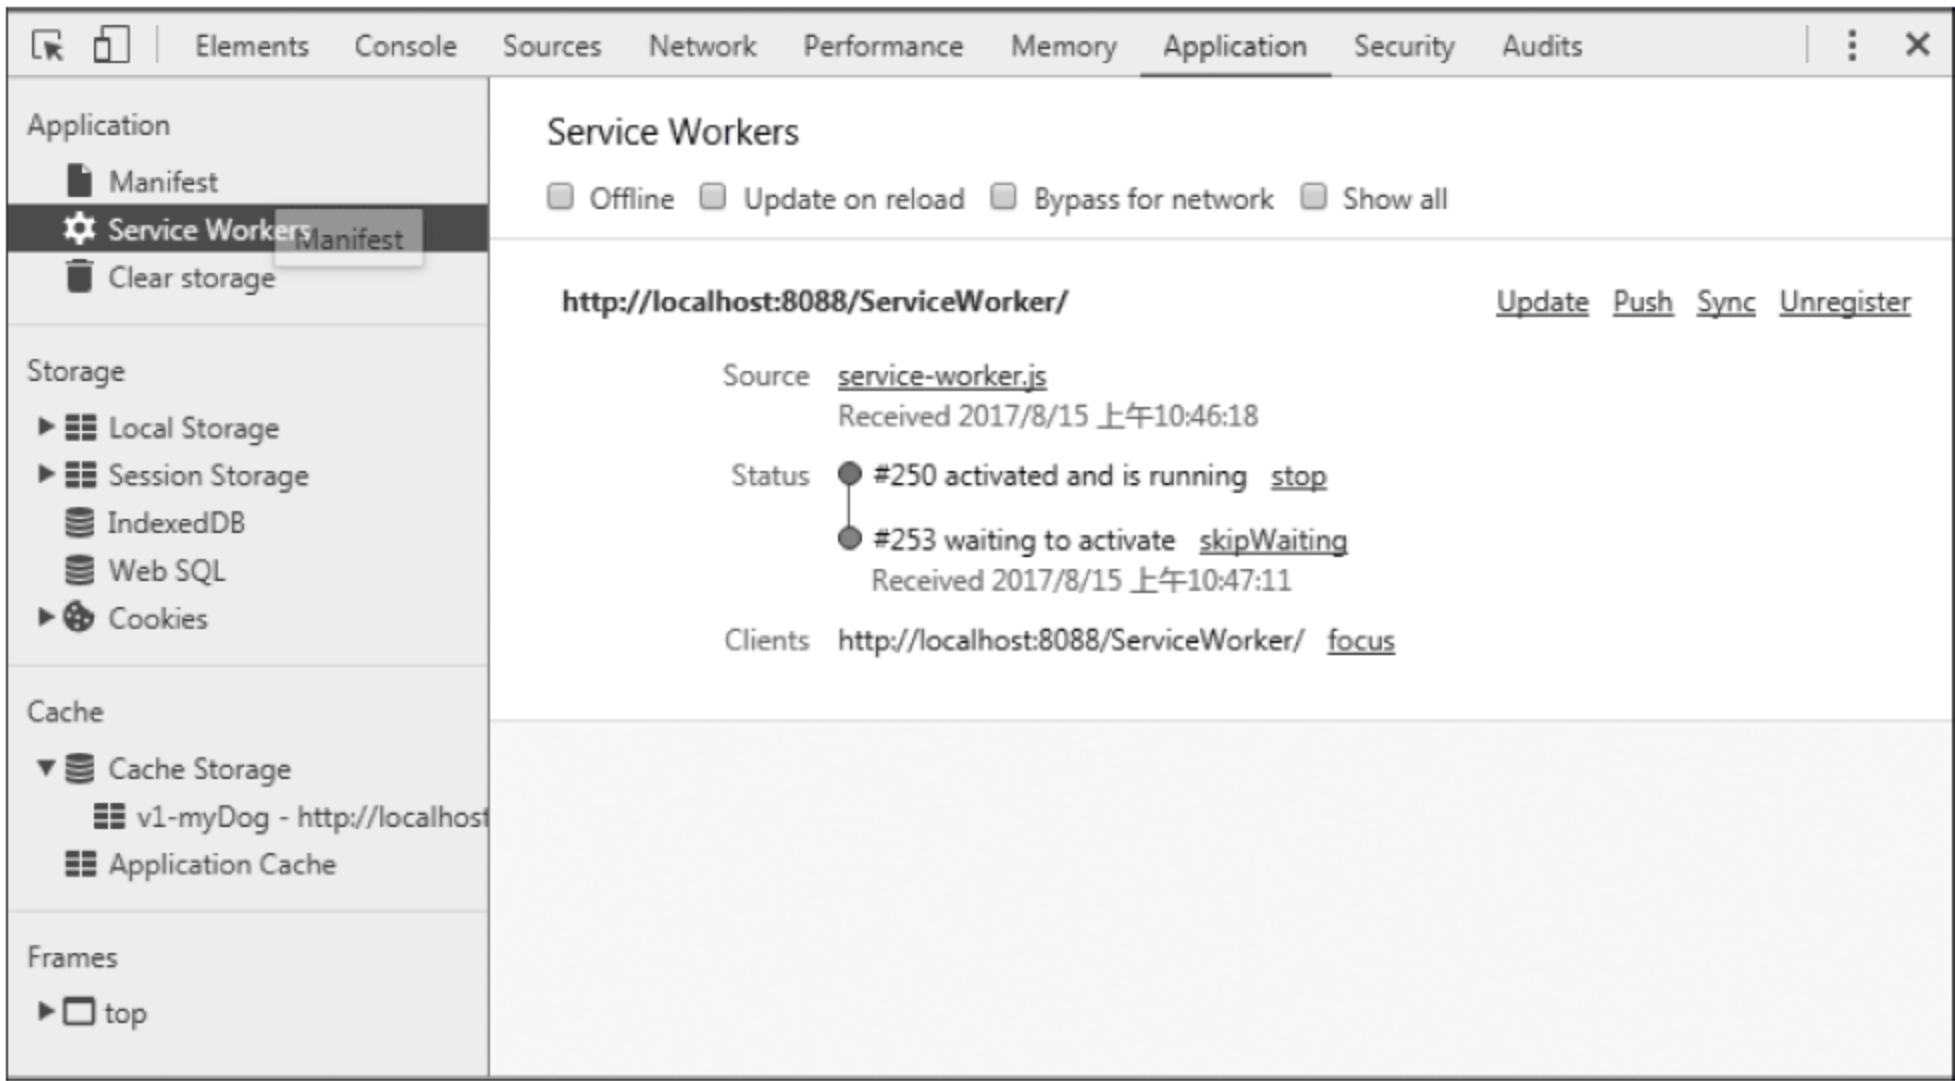 Elements Console Sources Network Performance Memory Application Security Audits
Application
Manifest
Service Workers
Manifest
Clear storage
Storage
Local Storage
Session Storage
IndexedDB
Web SQL
Cookies
Cache
Cache Storage
v1-myDog - http://localhost
Application Cache
Frames
top
Service Workers
Offline Update on reload Bypass for network Show all
http://localhost:8088/ServiceWorker/ Update Push Sync Unregister
Source service-worker.js
Received 2017/8/15 上午10:46:18
Status #250 activated and is running stop
#253 waiting to activate skipWaiting
Received 2017/8/15 上午10:47:11
Clients http://localhost:8088/ServiceWorker/ focus